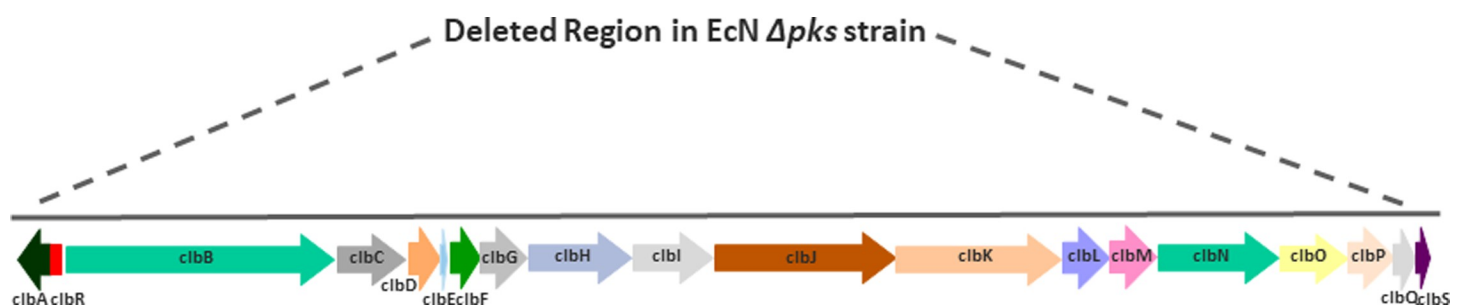 Deleted Region in EcN Δpks strain
clbB clbC clbG clbH clbI clbJ clbK clbL clbM clbN clbO clbP
clbA clbR clbD clbE clbF clbQ clbS